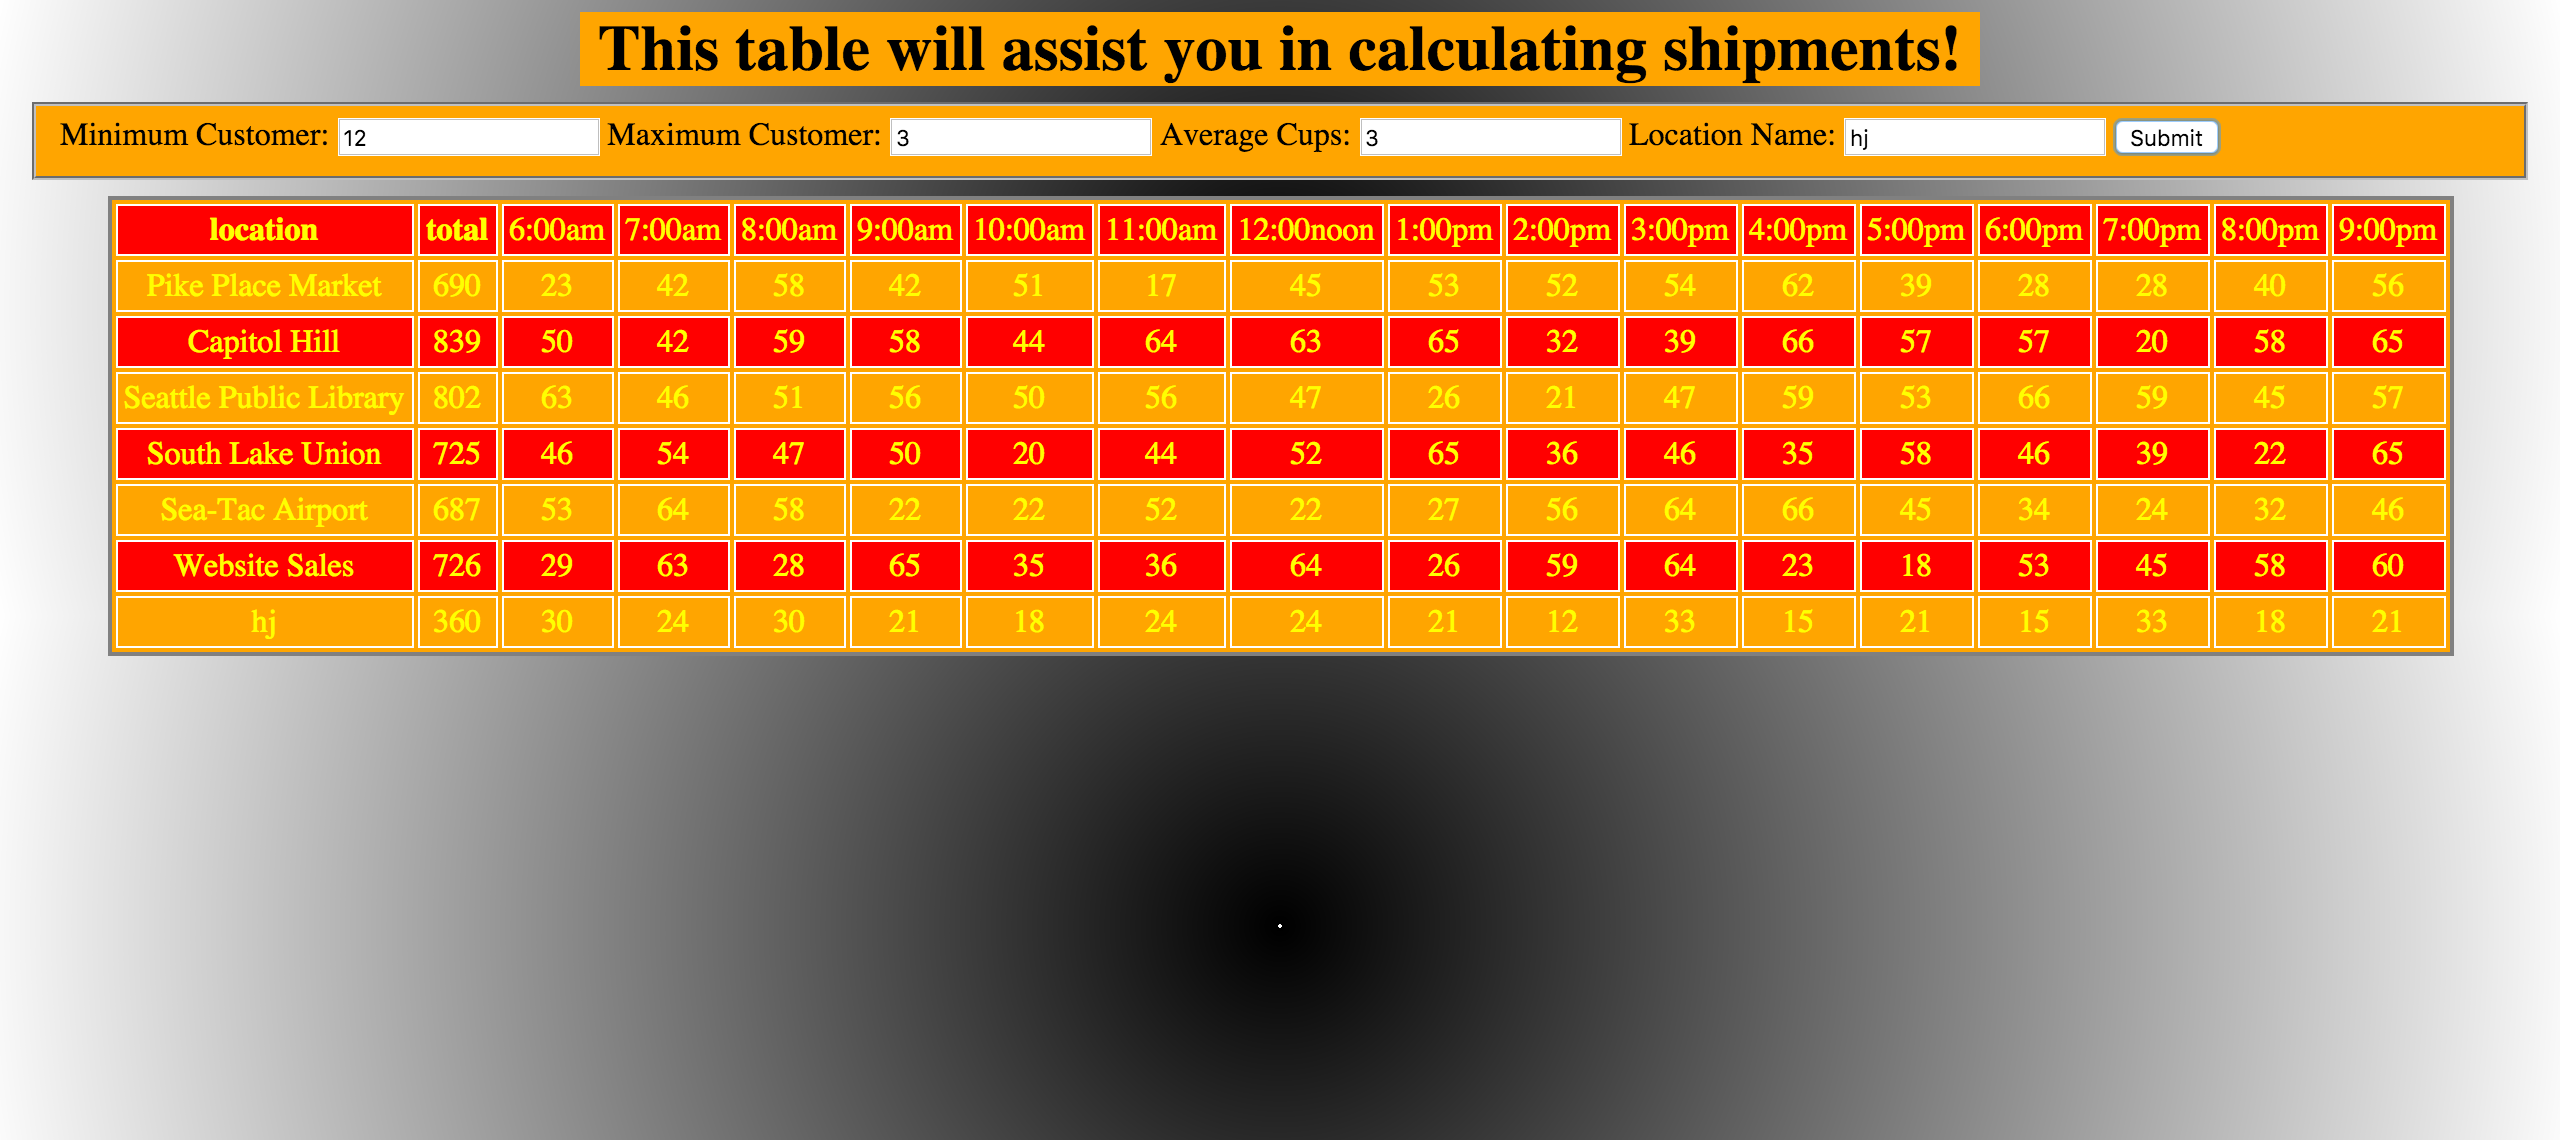 This table will assist you in calculating shipments!
Minimum Customer: 12 Maximum Customer: 3 Average Cups: 3 Location Name: hj Submit
location total 6:00am 7:00am 8:00am 9:00am 10:00am 11:00am 12:00noon 1:00pm 2:00pm 3:00pm 4:00pm 5:00pm 6:00pm 7:00pm 8:00pm 9:00pm
Pike Place Market 690 23 42 58 42 51 17 45 53 52 54 62 39 28 28 40 56
Capitol Hill 839 50 42 59 58 44 64 63 65 32 39 66 57 57 20 58 65
Seattle Public Library 802 63 46 51 56 50 56 47 26 21 47 59 53 66 59 45 57
South Lake Union 725 46 54 47 50 20 44 52 65 36 46 35 58 46 39 22 65
Sea-Tac Airport 687 53 64 58 22 22 52 22 27 56 64 66 45 34 24 32 46
Website Sales 726 29 63 28 65 35 36 64 26 59 64 23 18 53 45 58 60
hj 360 30 24 30 21 18 24 24 21 12 33 15 21 15 33 18 21